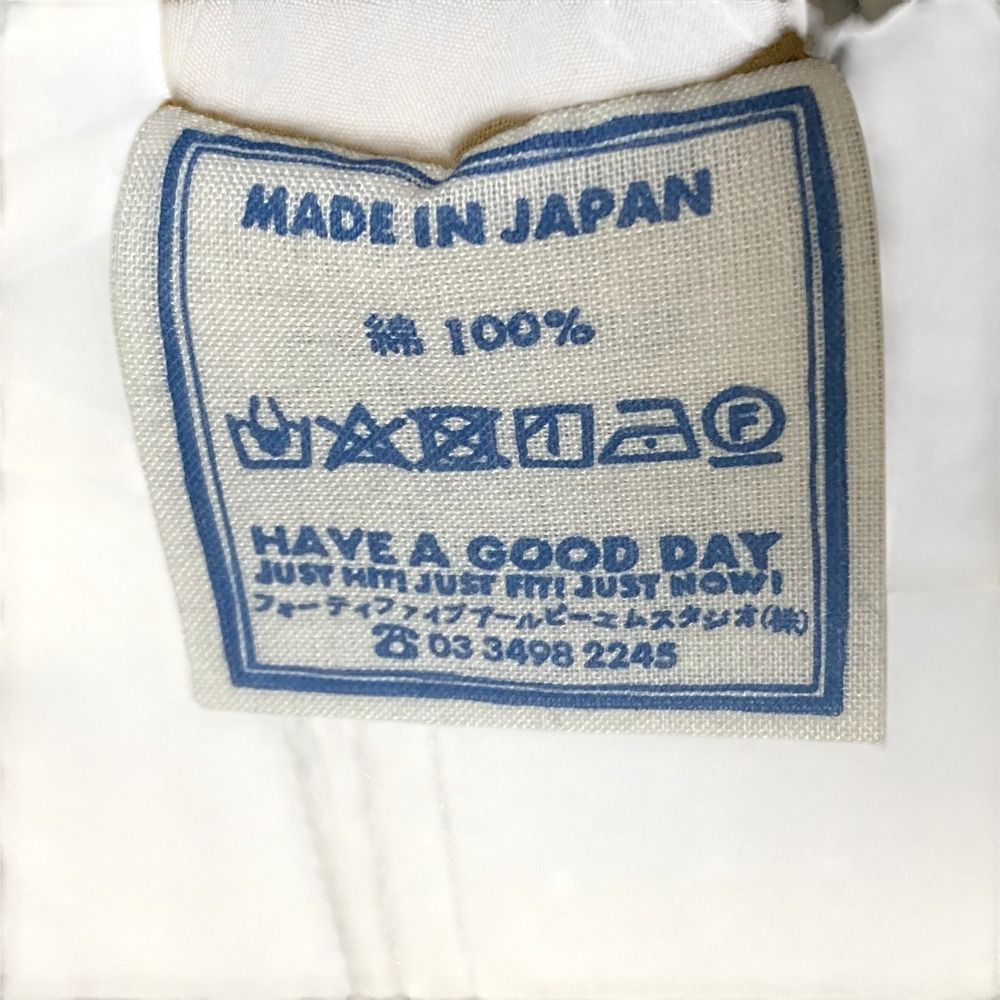 MADE IN JAPAN
綿 100%
F
HAVE A GOOD DAY
JUST HIT! JUST FIT! JUST NOW!
フォーティファイブアールピーエムスタジオ(株)
☎ 03 3498 2245